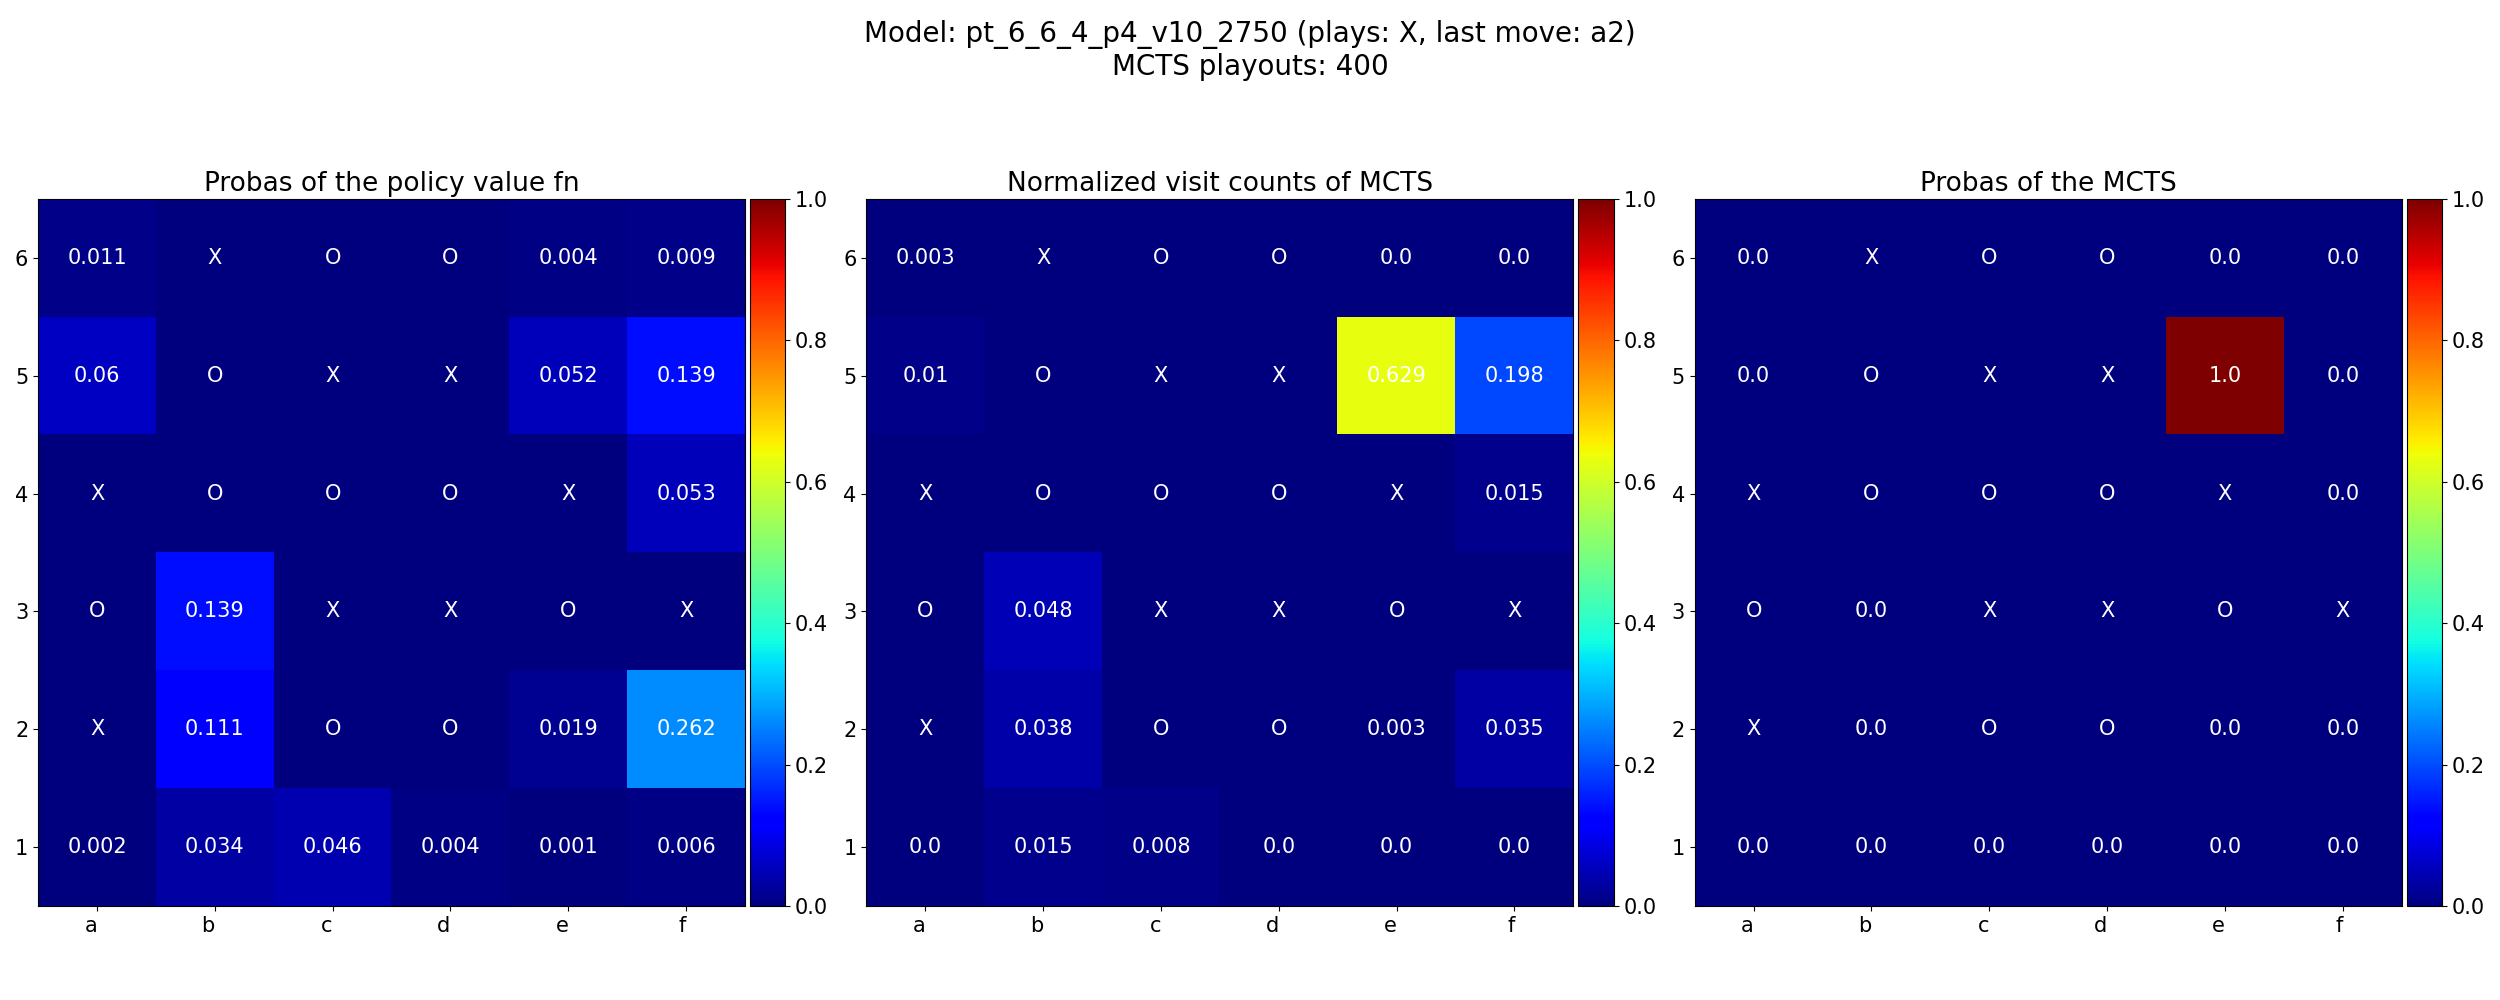 Model: pt_6_6_4_p4_v10_2750 (plays: X, last move: a2)
MCTS playouts: 400
Probas of the policy value fn
6 0.011 X O O 0.004 0.009
5 0.06 O X X 0.052 0.139
4 X O O O X 0.053
3 O 0.139 X X O X
2 X 0.111 O O 0.019 0.262
1 0.002 0.034 0.046 0.004 0.001 0.006
a b c d e f
1.0
0.8
0.6
0.4
0.2
0.0
Normalized visit counts of MCTS
6 0.003 X O O 0.0 0.0
5 0.01 O X X 0.629 0.198
4 X O O O X 0.015
3 O 0.048 X X O X
2 X 0.038 O O 0.003 0.035
1 0.0 0.015 0.008 0.0 0.0 0.0
a b c d e f
1.0
0.8
0.6
0.4
0.2
0.0
Probas of the MCTS
6 0.0 X O O 0.0 0.0
5 0.0 O X X 1.0 0.0
4 X O O O X 0.0
3 O 0.0 X X O X
2 X 0.0 O O 0.0 0.0
1 0.0 0.0 0.0 0.0 0.0 0.0
a b c d e f
1.0
0.8
0.6
0.4
0.2
0.0